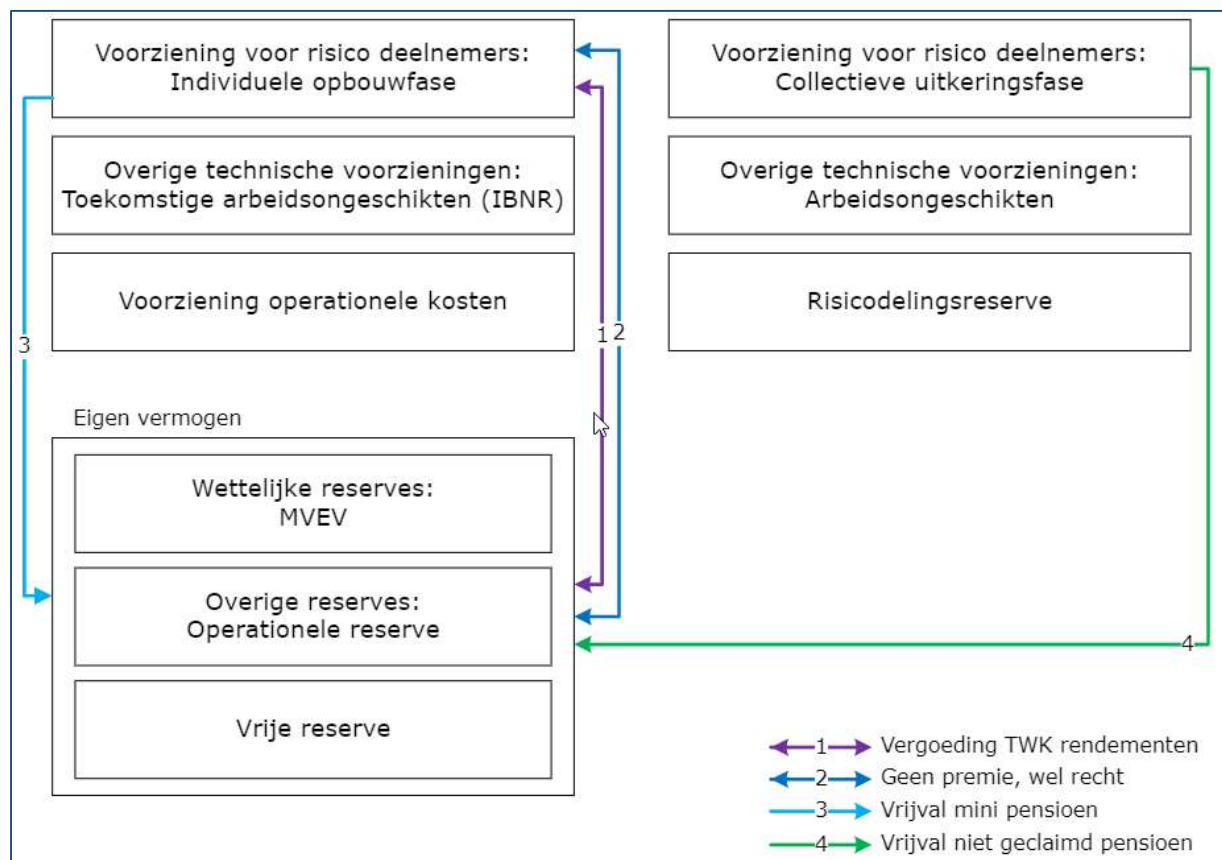 Voorziening voor risico deelnemers:
Individuele opbouwfase
Voorziening voor risico deelnemers:
Collectieve uitkeringsfase
Overige technische voorzieningen:
Toekomstige arbeidsongeschikten (IBNR)
Overige technische voorzieningen:
Arbeidsongeschikten
Voorziening operationele kosten
Risicodelingsreserve
3
1
2
Eigen vermogen
Wettelijke reserves:
MVEV
Overige reserves:
Operationele reserve
4
Vrije reserve
1 Vergoeding TWK rendementen
2 Geen premie, wel recht
3 Vrijval mini pensioen
4 Vrijval niet geclaimd pensioen